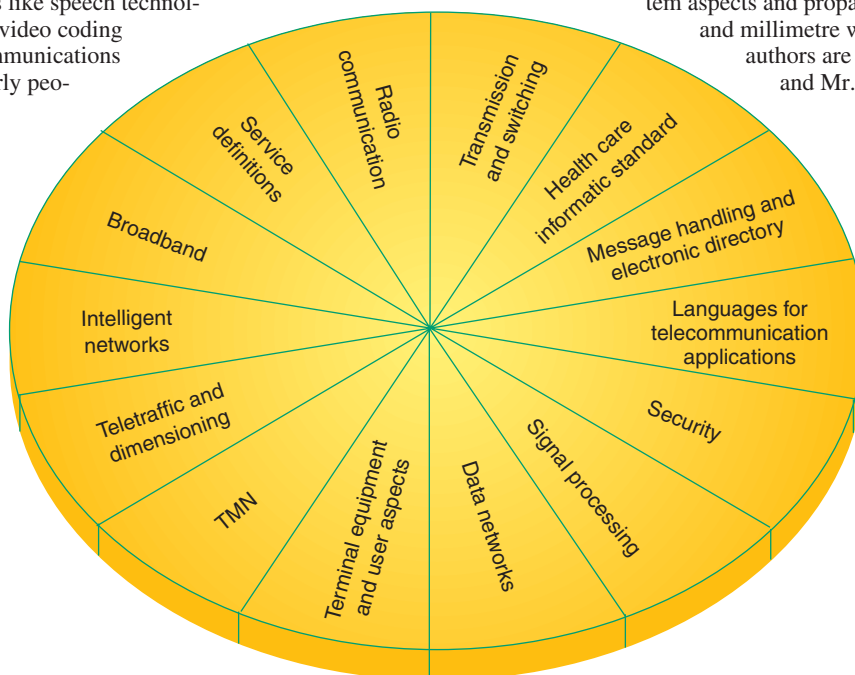 s like speech technol-
video coding
mmunications
rly peo-
tem aspects and propa
and millimetre w
authors are
and Mr.
Radio
communication
Transmission
and switching
Health care
informatic standard
Message handling and
electronic directory
Languages for
telecommunication
applications
Security
Signal processing
Data networks
Terminal equipment
and user aspects
TMN
Teletraffic and
dimensioning
Intelligent
networks
Broadband
Service
definitions